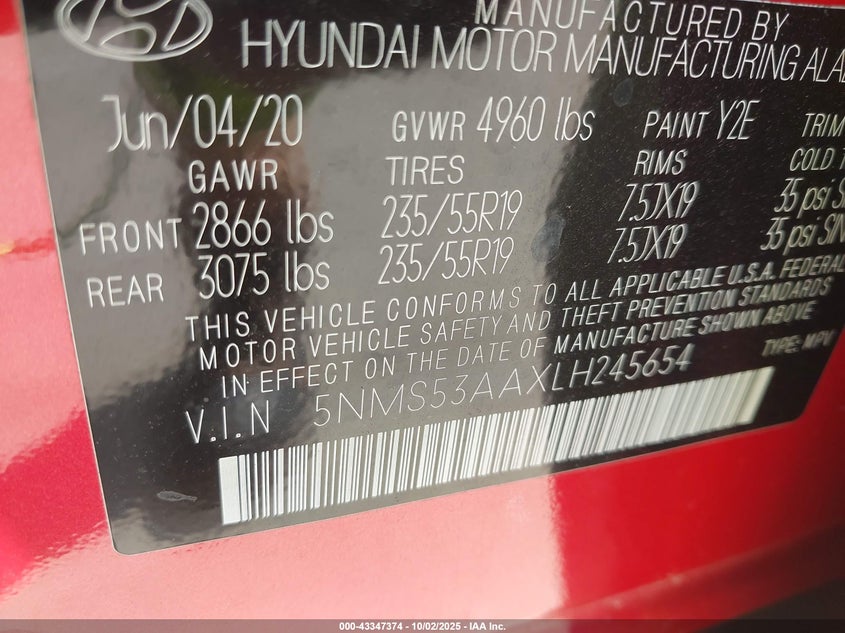 MANUFACTURED BY
HYUNDAI MOTOR MANUFACTURING
Jun/04/20 GVWR 4960 lbs PAINT Y2E TRIM
GAWR TIRES RIMS COLD
FRONT 2866 lbs 235/55R19 7.5JX19 35 psi
REAR 3075 lbs 235/55R19 7.5JX19 35 psi
THIS VEHICLE CONFORMS TO ALL APPLICABLE U.S.A. FEDERAL
MOTOR VEHICLE SAFETY AND THEFT PREVENTION STANDARDS
IN EFFECT ON THE DATE OF MANUFACTURE SHOWN ABOVE
V.I.N 5NMS53AAXLH245654 TYPE: MPV
000-43347374 - 10/02/2025 - IAA Inc.